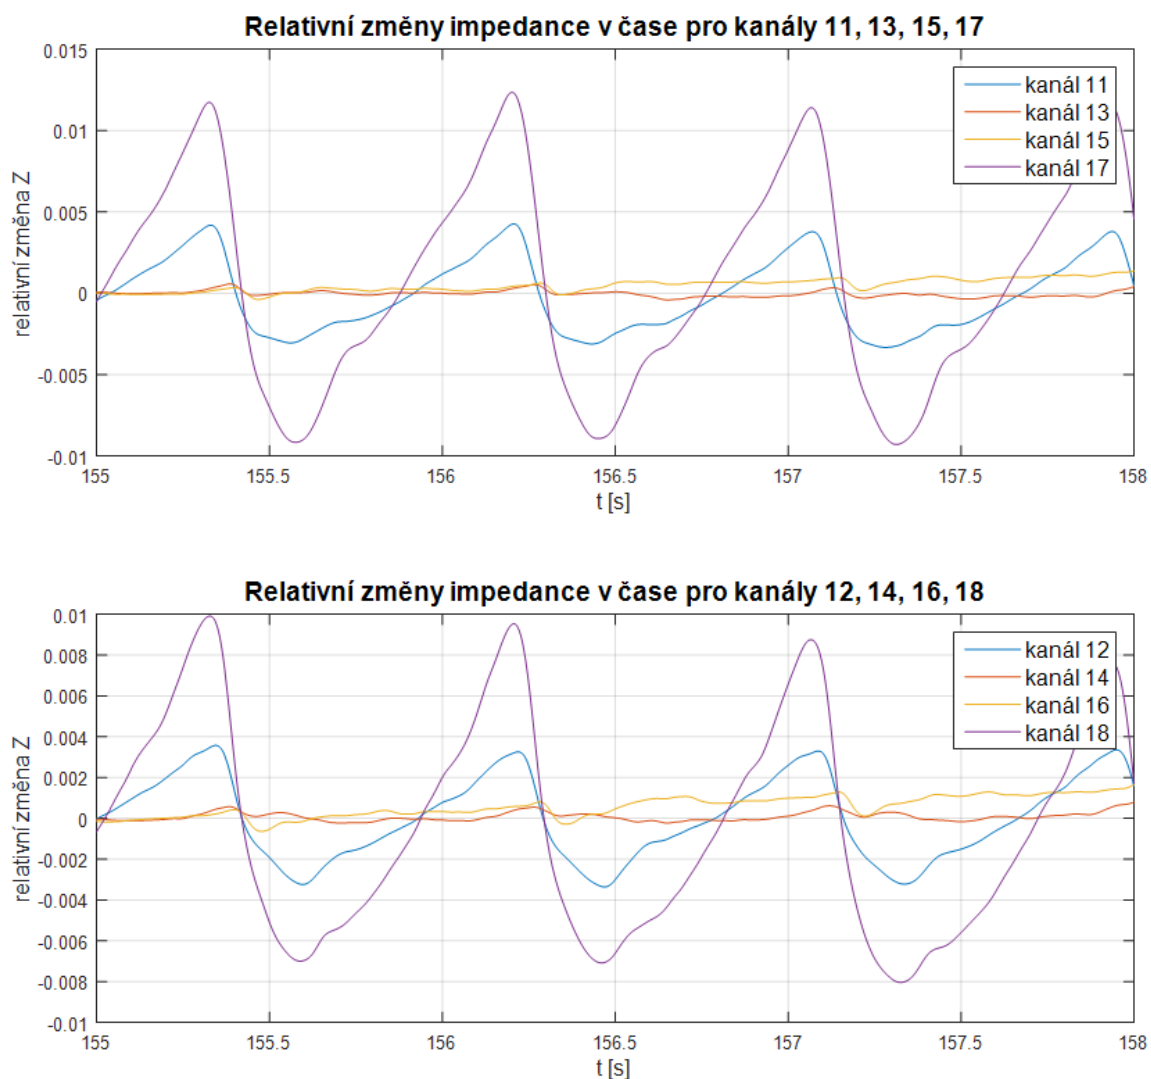 Relativní změny impedance v čase pro kanály 11, 13, 15, 17
0.015
0.01
0.005
0
-0.005
-0.01
relativní změna Z
kanál 11
kanál 13
kanál 15
kanál 17
155
155.5
156
156.5
157
157.5
158
t [s]
Relativní změny impedance v čase pro kanály 12, 14, 16, 18
0.01
0.008
0.006
0.004
0.002
0
-0.002
-0.004
-0.006
-0.008
-0.01
relativní změna Z
kanál 12
kanál 14
kanál 16
kanál 18
155
155.5
156
156.5
157
157.5
158
t [s]